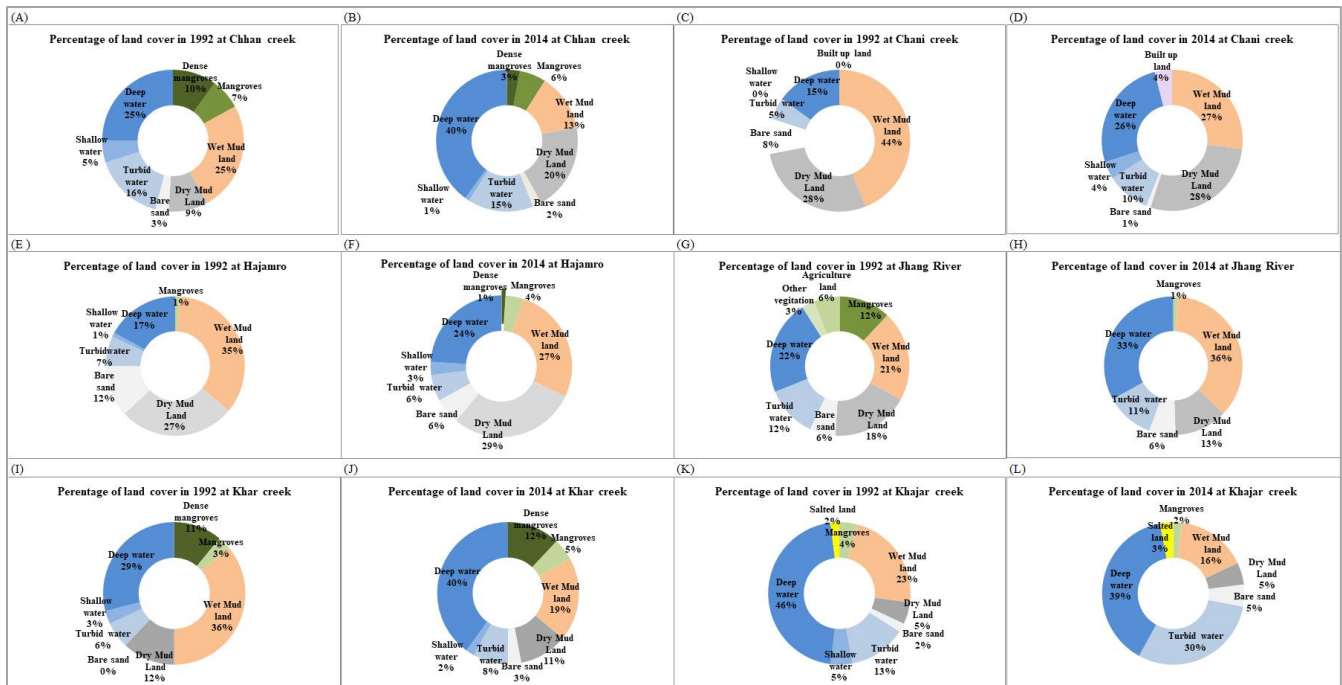 (A)
Percentage of land cover in 1992 at Chhan creek
Dense
mangroves
10%
Mangroves
7%
Wet Mud
land
25%
Dry Mud
Land
9%
Bare
sand
3%
Turbid
water
16%
Shallow
water
5%
Deep
water
25%
(B)
Percentage of land cover in 2014 at Chhan creek
Dense
mangroves
3%
Mangroves
6%
Wet Mud
land
13%
Dry Mud
Land
20%
Bare sand
2%
Turbid
water
15%
Shallow
water
1%
Deep water
40%
(C)
Percentage of land cover in 1992 at Chani creek
Built up land
0%
Wet Mud
land
44%
Dry Mud
Land
28%
Bare sand
8%
Turbid water
5%
Shallow
water
0%
Deep water
15%
(D)
Percentage of land cover in 2014 at Chani creek
Built up
land
4%
Wet Mud
land
27%
Dry Mud
Land
28%
Bare sand
1%
Turbid
water
10%
Shallow
water
4%
Deep
water
26%
(E )
Percentage of land cover in 1992 at Hajamro
Mangroves
1%
Wet Mud
land
35%
Dry Mud
Land
27%
Bare
sand
12%
Turbidwater
7%
Shallow
water
1%
Deep water
17%
(F)
Percentage of land cover in 2014 at Hajamro
Dense
mangroves
1%
Mangroves
4%
Wet Mud
land
27%
Dry Mud
Land
29%
Bare sand
6%
Turbid water
6%
Shallow
water
3%
Deep water
24%
(G)
Percentage of land cover in 1992 at Jhang River
Agriculture
land
6%
Mangroves
12%
Wet Mud
land
21%
Dry Mud
Land
18%
Bare
sand
6%
Turbid
water
12%
Deep water
22%
Other
vegitation
3%
(H)
Percentage of land cover in 2014 at Jhang River
Mangroves
1%
Wet Mud
land
36%
Dry Mud
Land
13%
Bare sand
6%
Turbid water
11%
Deep water
33%
(I)
Percentage of land cover in 1992 at Khar creek
Dense
mangroves
11%
Mangroves
3%
Wet Mud
land
36%
Dry Mud
Land
12%
Bare sand
0%
Turbid water
6%
Shallow
water
3%
Deep water
29%
(J)
Percentage of land cover in 2014 at Khar creek
Dense
mangroves
12%
Mangroves
5%
Wet Mud
land
19%
Dry Mud
Land
11%
Bare sand
3%
Turbid
water
8%
Shallow
water
2%
Deep water
40%
(K)
Percentage of land cover in 1992 at Khajar creek
Salted land
2%
Mangroves
4%
Wet Mud
land
23%
Dry Mud
Land
5%
Bare sand
2%
Turbid water
13%
Shallow
water
5%
Deep
water
46%
(L)
Percentage of land cover in 2014 at Khajar creek
Mangroves
2%
Wet Mud
land
16%
Dry Mud
Land
5%
Bare sand
5%
Turbid water
30%
Deep
water
39%
Salted
land
3%